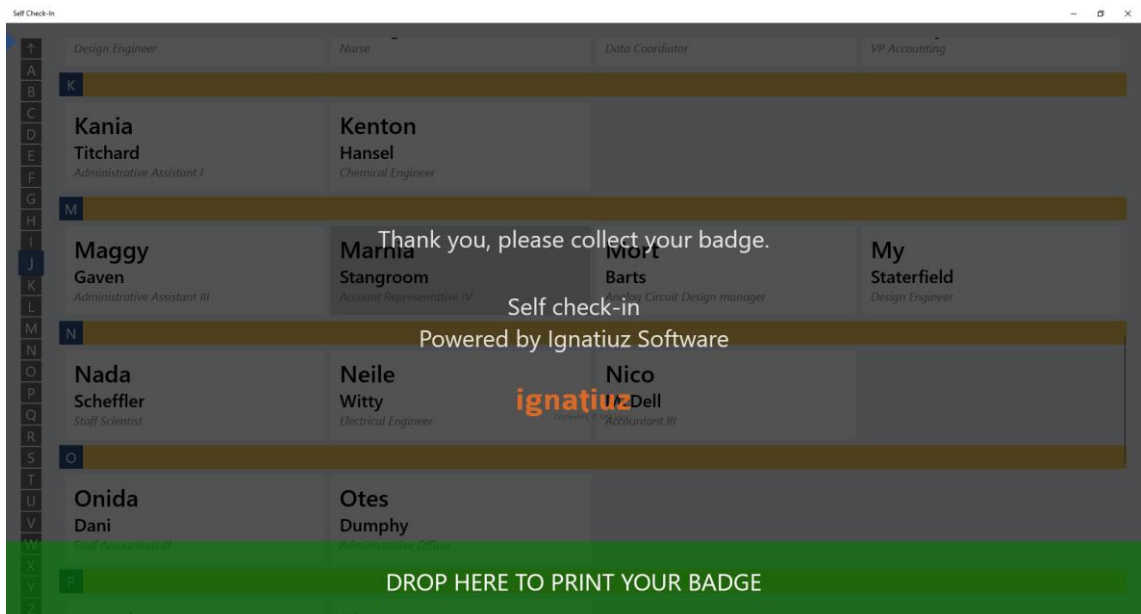 Self Check-In
↑
A
B
C
D
E
F
G
H
I
J
K
L
M
N
O
P
Q
R
S
T
U
V
W
X
Y
Z
Design Engineer
Nurse
Data Coordinator
VP Accounting
K
Kania
Titchard
Administrative Assistant I
Kenton
Hansel
Chemical Engineer
M
Maggy
Gaven
Administrative Assistant III
Marnia
Stangroom
Account Representative IV
Mort
Barts
Analog Circuit Design manager
My
Staterfield
Design Engineer
Thank you, please collect your badge.
Self check-in
Powered by Ignatiuz Software
ignatiuz
N
Nada
Scheffler
Staff Scientist
Neile
Witty
Electrical Engineer
Nico
McDell
Accountant III
O
Onida
Dani
Staff Accountant III
Otes
Dumphy
Administrative Officer
P
DROP HERE TO PRINT YOUR BADGE